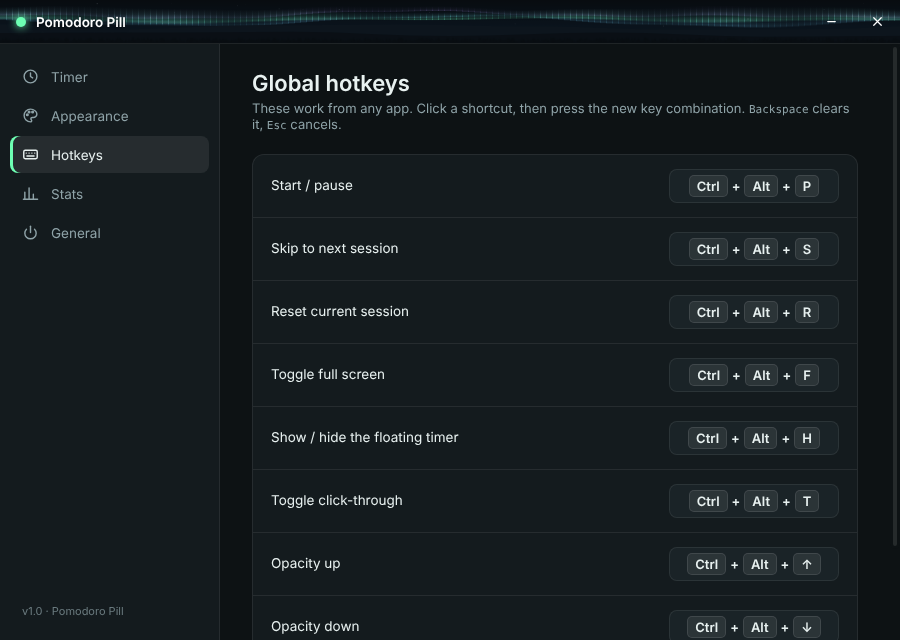 Pomodoro Pill
Timer
Appearance
Hotkeys
Stats
General
v1.0 · Pomodoro Pill
Global hotkeys
These work from any app. Click a shortcut, then press the new key combination. Backspace clears
it, Esc cancels.
Start / pause Ctrl + Alt + P
Skip to next session Ctrl + Alt + S
Reset current session Ctrl + Alt + R
Toggle full screen Ctrl + Alt + F
Show / hide the floating timer Ctrl + Alt + H
Toggle click-through Ctrl + Alt + T
Opacity up Ctrl + Alt + ↑
Opacity down Ctrl + Alt + ↓